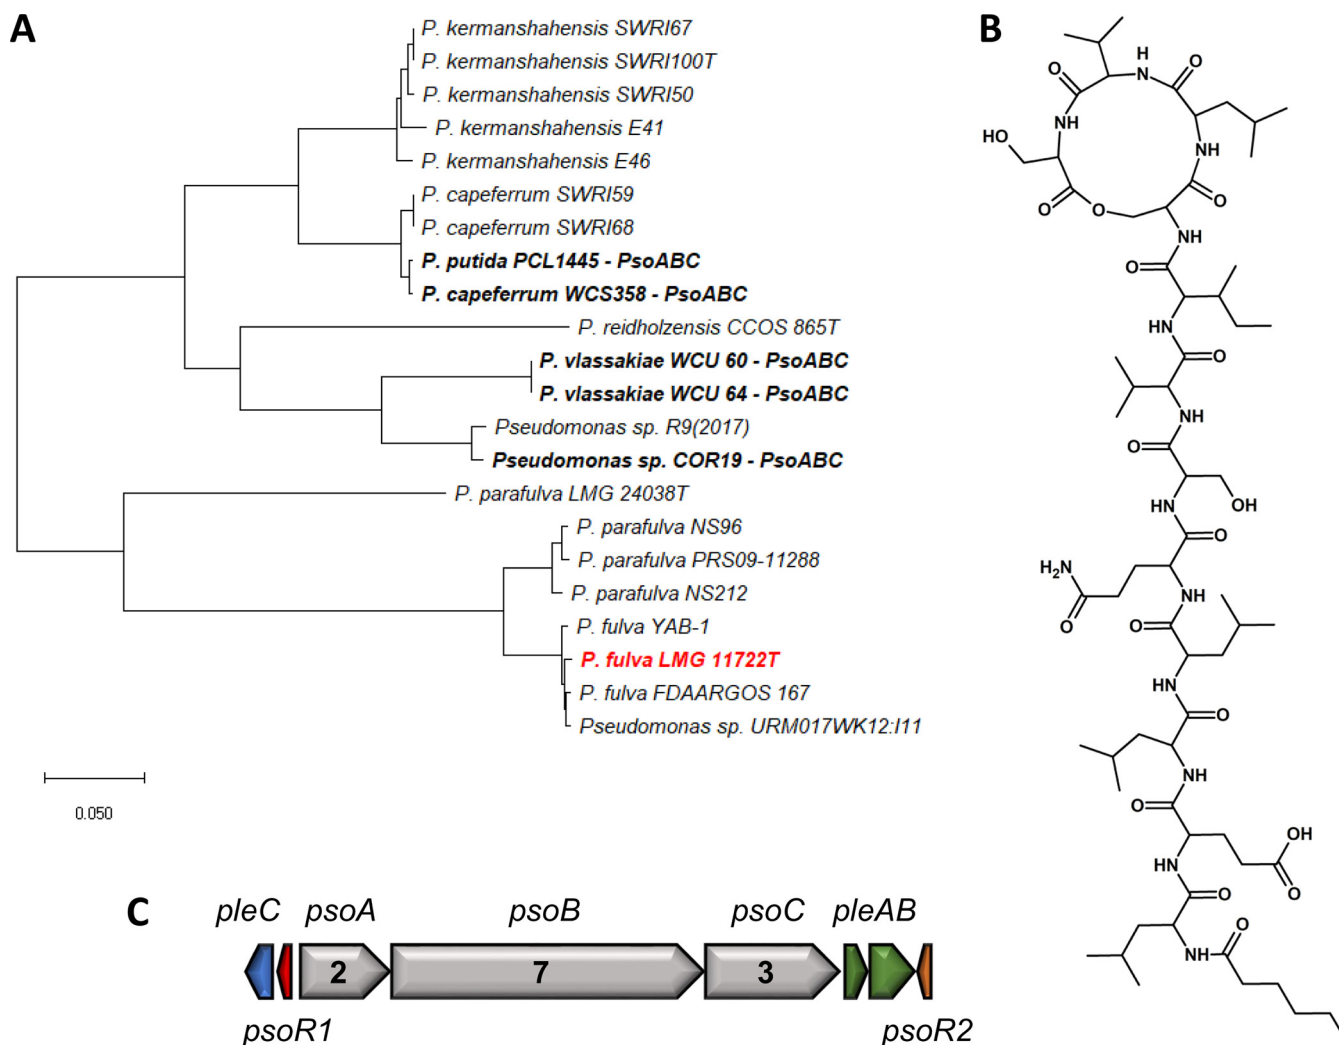 A
P. kermanshahensis SWRI67
P. kermanshahensis SWRI100T
P. kermanshahensis SWRI50
P. kermanshahensis E41
P. kermanshahensis E46
P. capeferrum SWRI59
P. capeferrum SWRI68
P. putida PCL1445 - PsoABC
P. capeferrum WCS358 - PsoABC
P. reidholzensis CCOS 865T
P. vlassakiae WCU 60 - PsoABC
P. vlassakiae WCU 64 - PsoABC
Pseudomonas sp. R9(2017)
Pseudomonas sp. COR19 - PsoABC
P. parafulva LMG 24038T
P. parafulva NS96
P. parafulva PRS09-11288
P. parafulva NS212
P. fulva YAB-1
P. fulva LMG 11722T
P. fulva FDAARGOS 167
Pseudomonas sp. URM017WK12:I11
0.050
B
H
O N O
NH
HO
NH
O O O
NH
O
HN
O
NH
O
HN OH
O
H2N
NH
O O
HN
O
NH
O
OH
HN O
O O
NH
C
pleC psoA psoB psoC pleAB
2 7 3
psoR1 psoR2